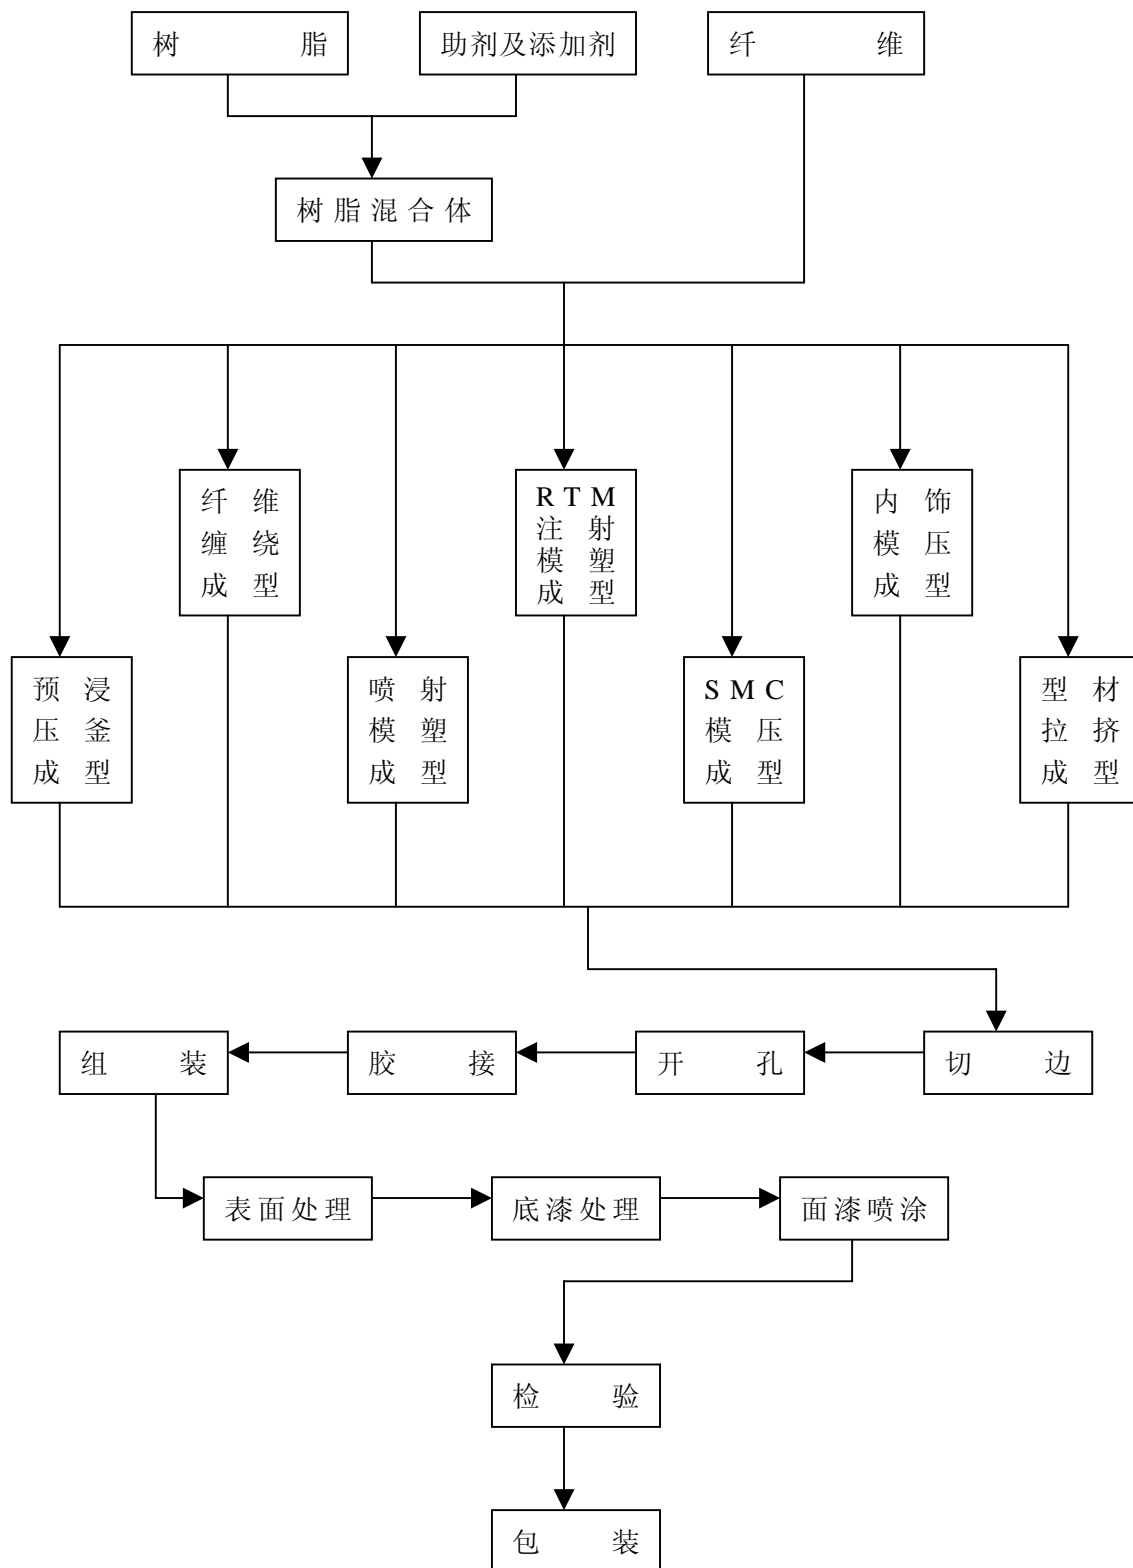 树脂
助剂及添加剂
纤维
树脂混合体
纤维
缠绕
成型
RTM
注射
模塑
成型
内饰
模压
成型
预浸
压釜
成型
喷射
模塑
成型
SMC
模压
成型
型材
拉挤
成型
组装
胶接
开孔
切边
表面处理
底漆处理
面漆喷涂
检验
包装